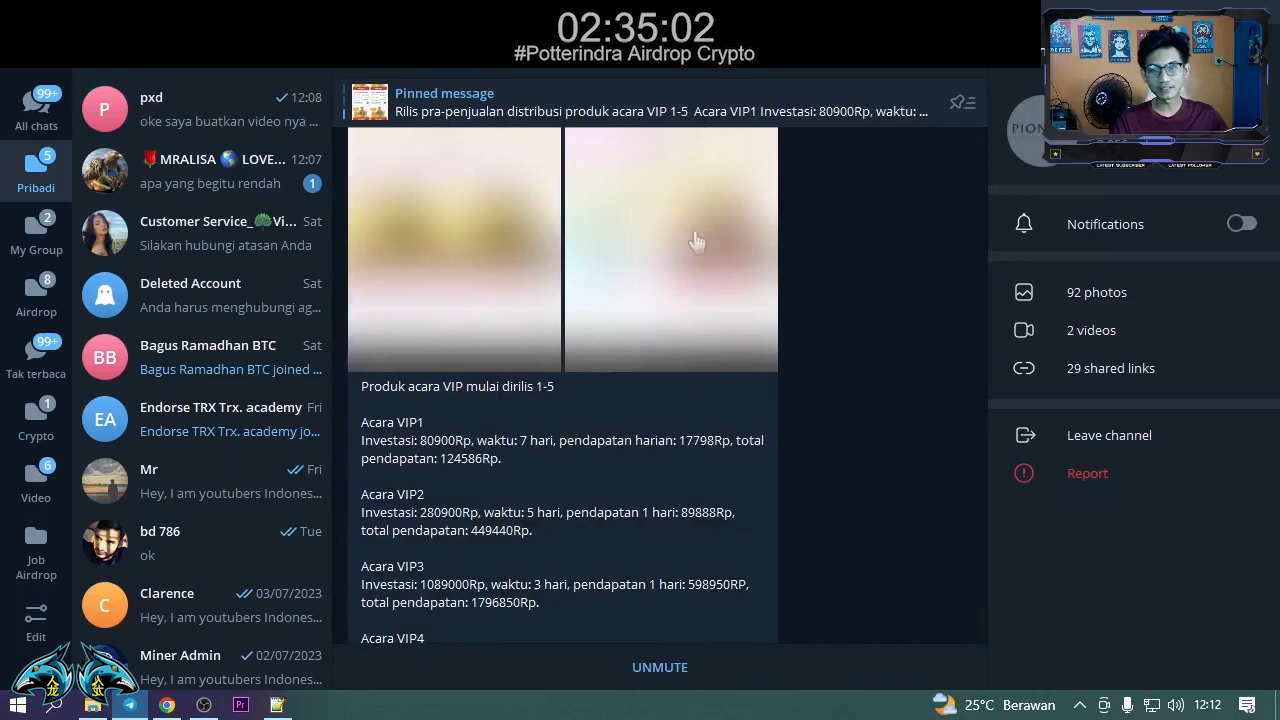 02:35:02
#Potterindra Airdrop Crypto
99+
All chats
5
Pribadi
2
My Group
8
Airdrop
99+
Tak terbaca
1
Crypto
6
Video
Job
Airdrop
Edit
P
pxd
12:08
oke saya buatkan video nya ...
🌹MRALISA 🌎 LOVE...
12:07
apa yang begitu rendah
1
Customer Service_🌳Vi...
Sat
Silakan hubungi atasan Anda
Deleted Account
Sat
Anda harus menghubungi ag...
BB
Bagus Ramadhan BTC
Sat
Bagus Ramadhan BTC joined ...
EA
Endorse TRX Trx. academy
Fri
Endorse TRX Trx. academy jo...
Mr
Fri
Hey, I am youtubers Indones...
bd 786
Tue
ok
C
Clarence
03/07/2023
Hey, I am youtubers Indones...
Miner Admin
02/07/2023
Hey, I am youtubers Indones...
Pinned message
Rilis pra-penjualan distribusi produk acara VIP 1-5 Acara VIP1 Investasi: 80900Rp, waktu: ...
Produk acara VIP mulai dirilis 1-5
Acara VIP1
Investasi: 80900Rp, waktu: 7 hari, pendapatan harian: 17798Rp, total
pendapatan: 124586Rp.
Acara VIP2
Investasi: 280900Rp, waktu: 5 hari, pendapatan 1 hari: 89888Rp,
total pendapatan: 449440Rp.
Acara VIP3
Investasi: 1089000Rp, waktu: 3 hari, pendapatan 1 hari: 598950RP,
total pendapatan: 1796850Rp.
Acara VIP4
UNMUTE
LATEST SUBSCRIBER
LATEST FOLLOWER
PION
Notifications
92 photos
2 videos
29 shared links
Leave channel
Report
Pr
25°C Berawan
12:12